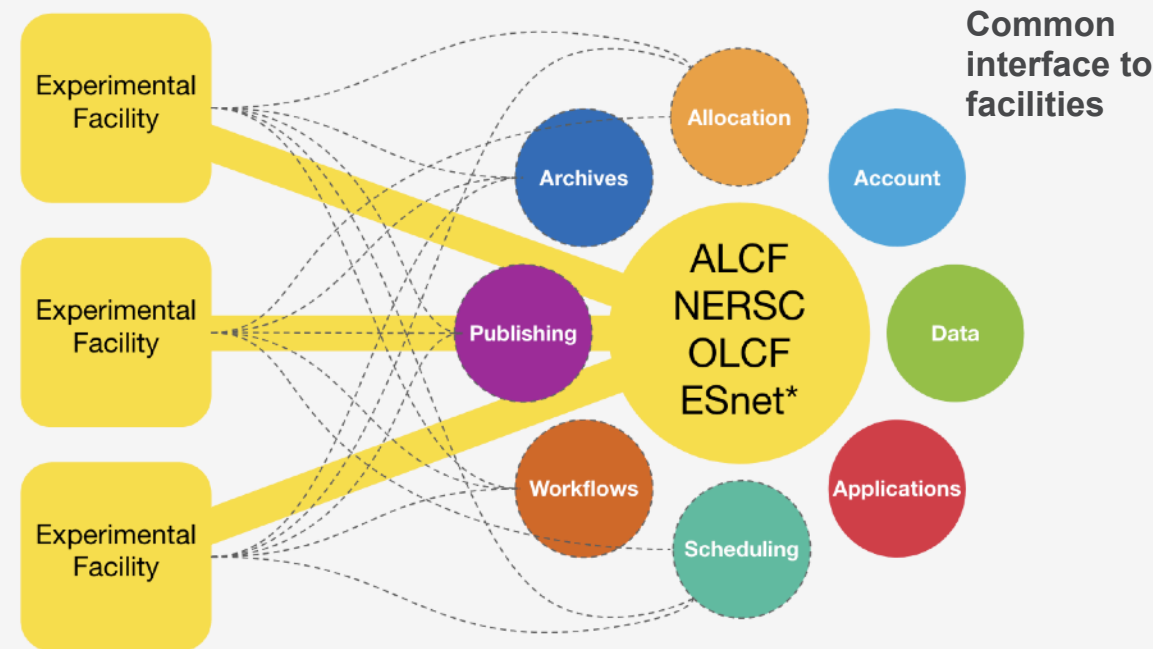 Common
interface to
facilities
Experimental
Facility
Experimental
Facility
Experimental
Facility
Allocation
Archives
Account
Publishing
ALCF
NERSC
OLCF
ESnet*
Data
Workflows
Applications
Scheduling